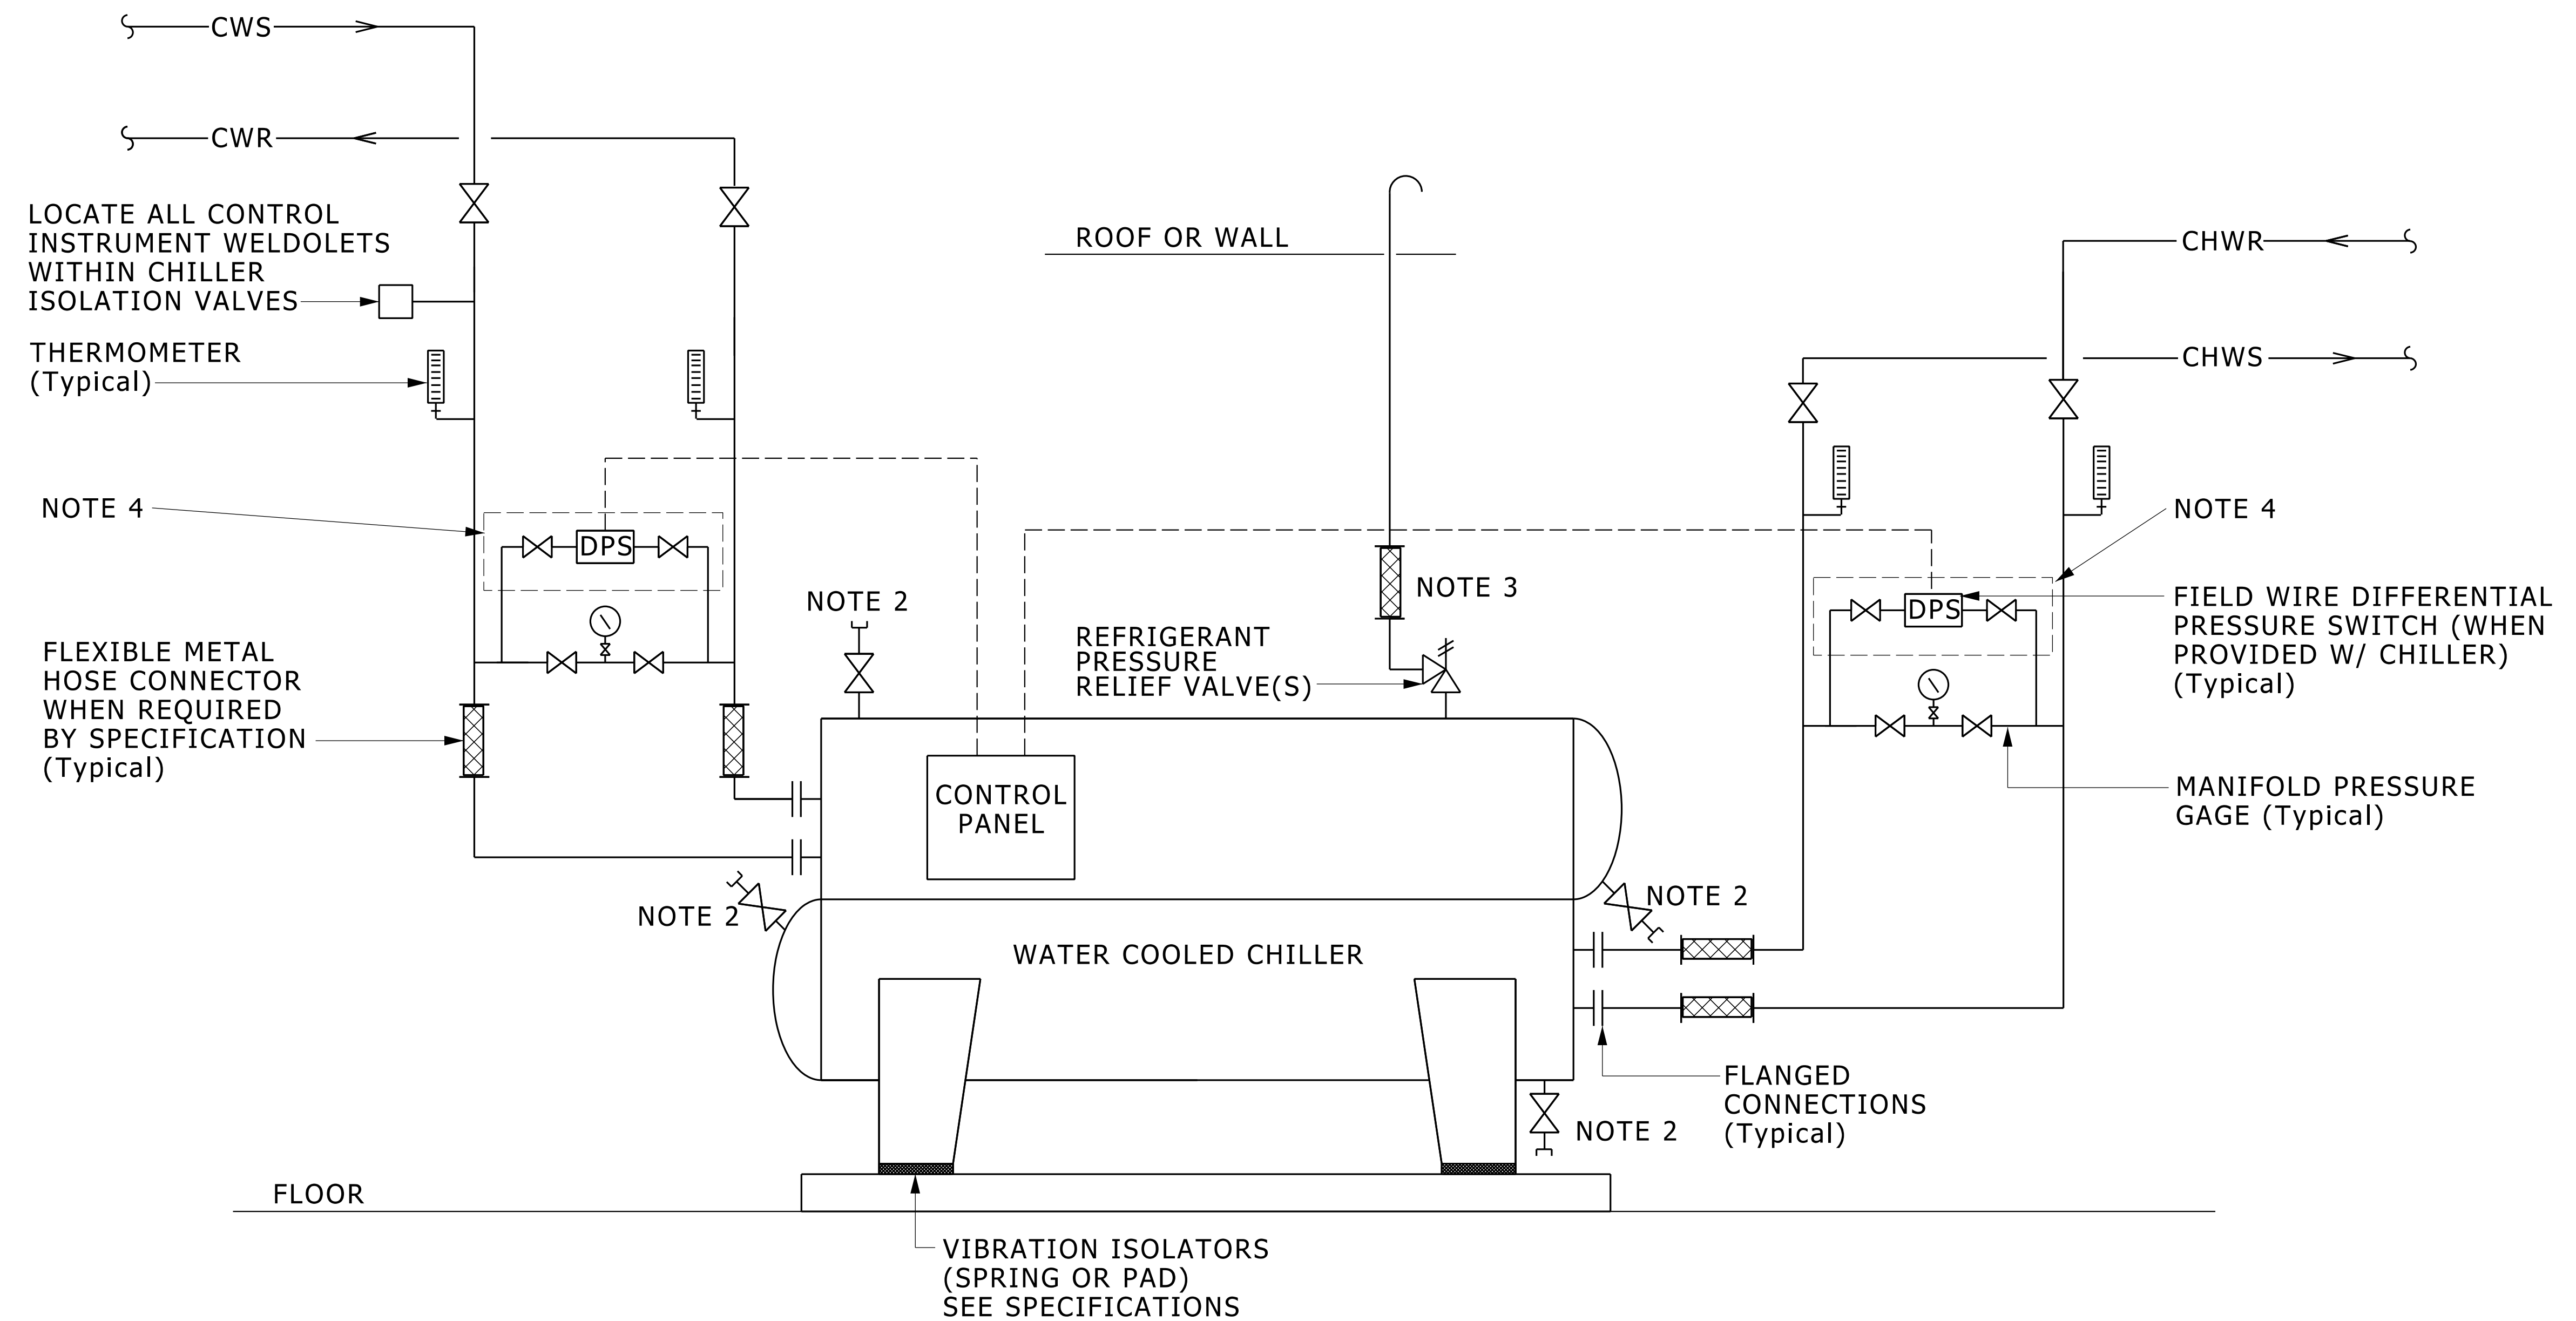 CWS
CWR
LOCATE ALL CONTROL
INSTRUMENT WELDOLETS
WITHIN CHILLER
ISOLATION VALVES
THERMOMETER
(Typical)
NOTE 4
DPS
FLEXIBLE METAL
HOSE CONNECTOR
WHEN REQUIRED
BY SPECIFICATION
(Typical)
NOTE 2
ROOF OR WALL
NOTE 3
REFRIGERANT
PRESSURE
RELIEF VALVE(S)
CHWR
CHWS
NOTE 4
DPS
FIELD WIRE DIFFERENTIAL
PRESSURE SWITCH (WHEN
PROVIDED W/ CHILLER)
(Typical)
MANIFOLD PRESSURE
GAGE (Typical)
CONTROL
PANEL
NOTE 2
NOTE 2
WATER COOLED CHILLER
FLANGED
CONNECTIONS
(Typical)
NOTE 2
FLOOR
VIBRATION ISOLATORS
(SPRING OR PAD)
SEE SPECIFICATIONS